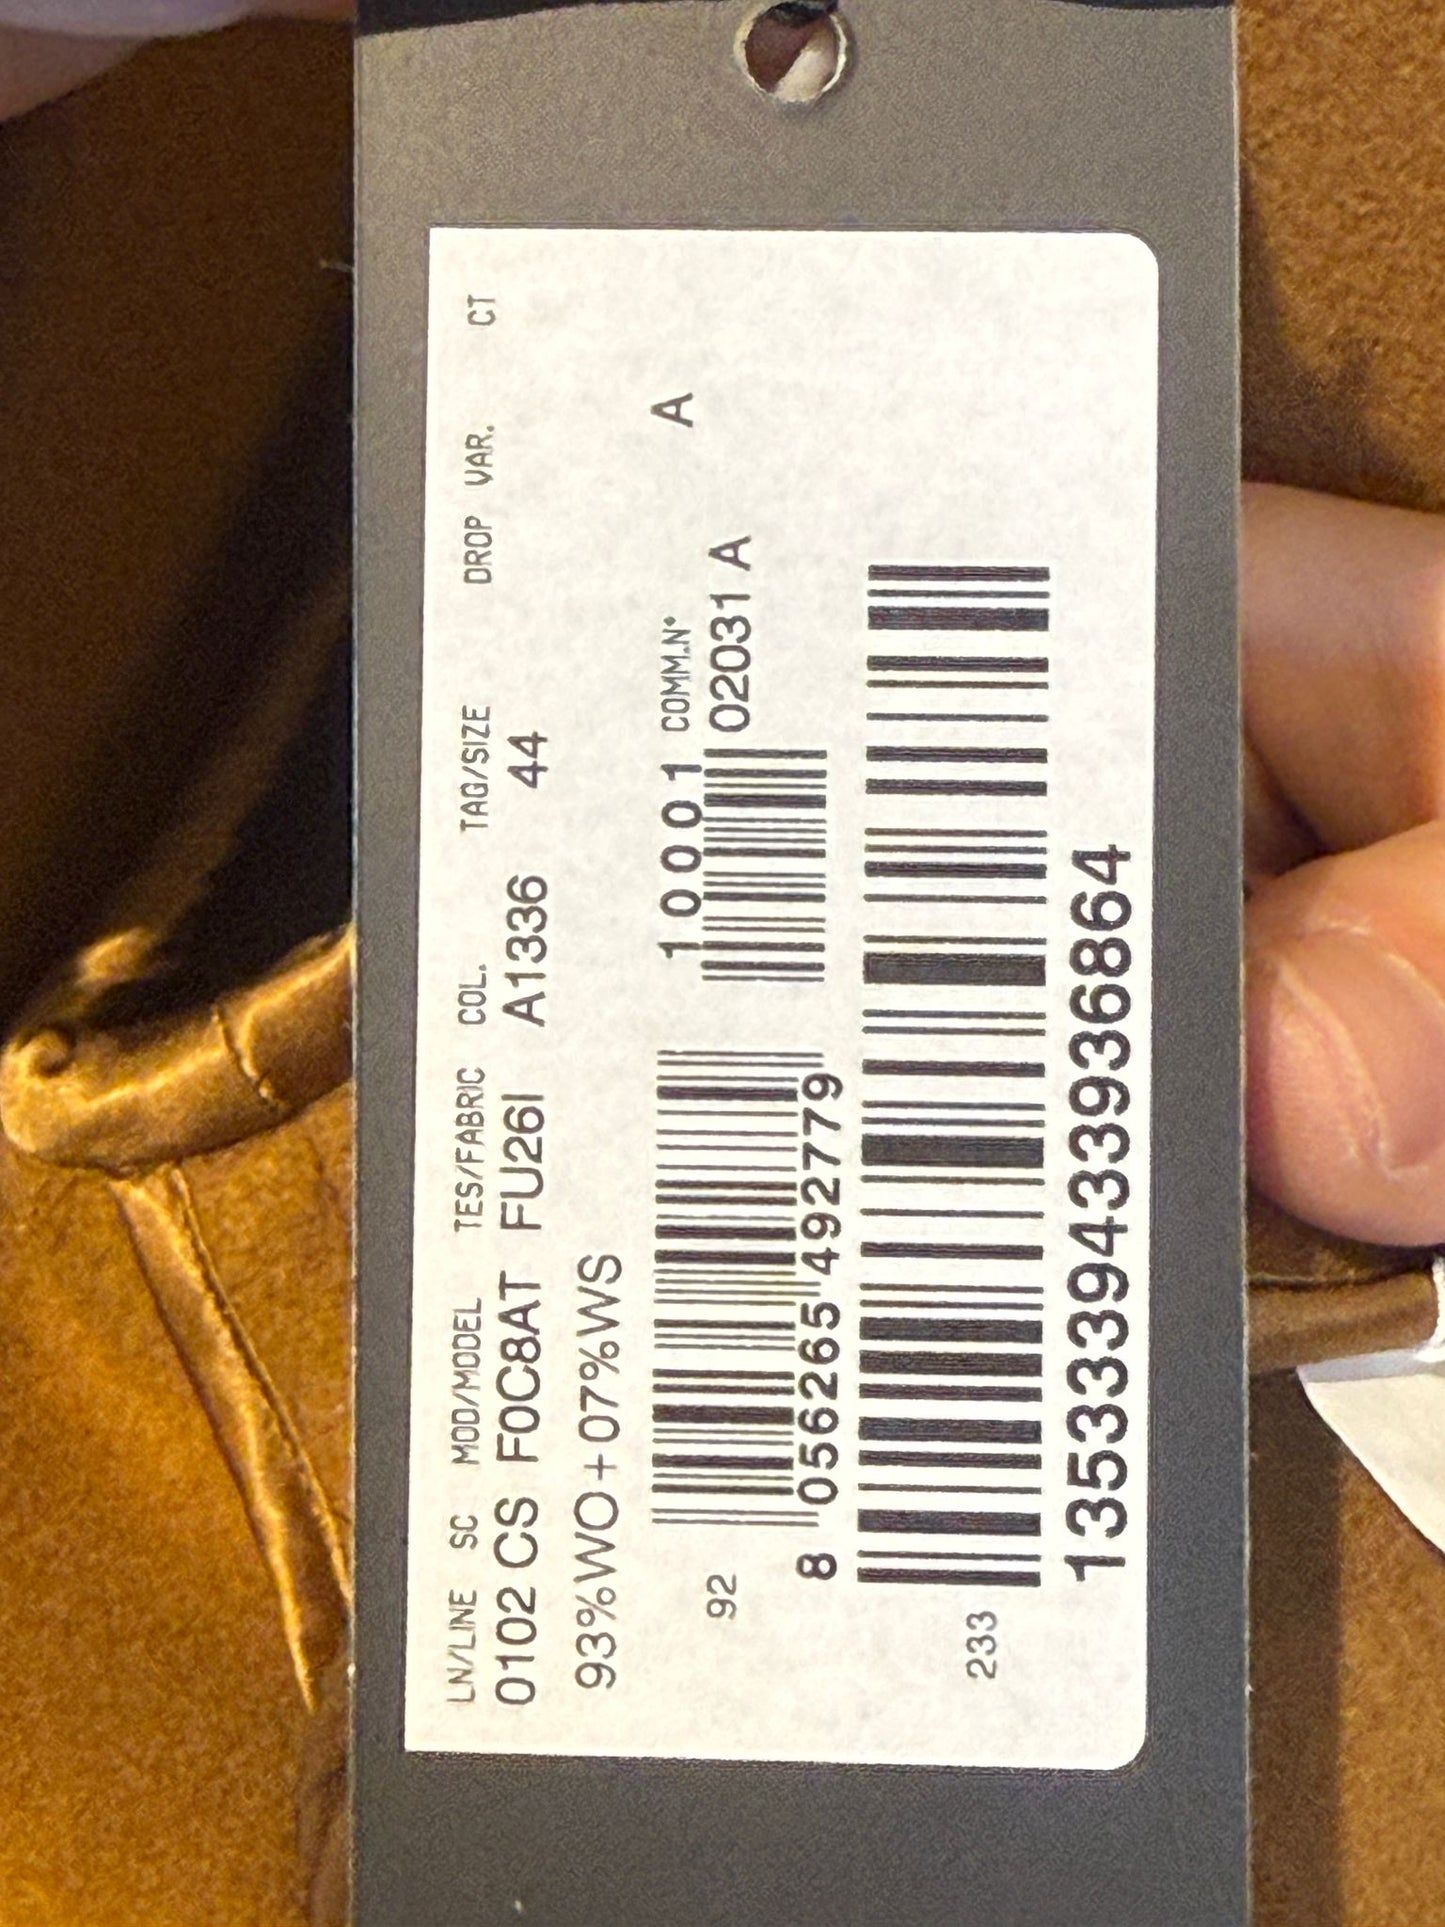 LN/LINE SC MOD/MODEL TES/FABRIC COL. TAG/SIZE DROP VAR. CT
0102 CS F0C8AT FU26I A1336 44
93%WO+07%WS
10001 COMM.N° A
02031 A
92
8 056265 492779
233
13533394339336864